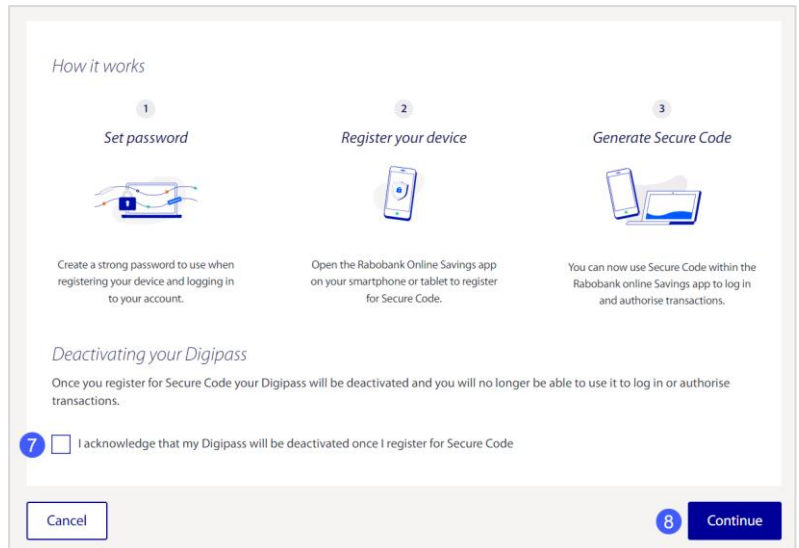 How it works
1
Set password
Create a strong password to use when
registering your device and logging in
to your account.
2
Register your device
Open the Rabobank Online Savings app
on your smartphone or tablet to register
for Secure Code.
3
Generate Secure Code
You can now use Secure Code within the
Rabobank online Savings app to log in
and authorise transactions.
Deactivating your Digipass
Once you register for Secure Code your Digipass will be deactivated and you will no longer be able to use it to log in or authorise
transactions.
7 I acknowledge that my Digipass will be deactivated once I register for Secure Code
Cancel
8 Continue